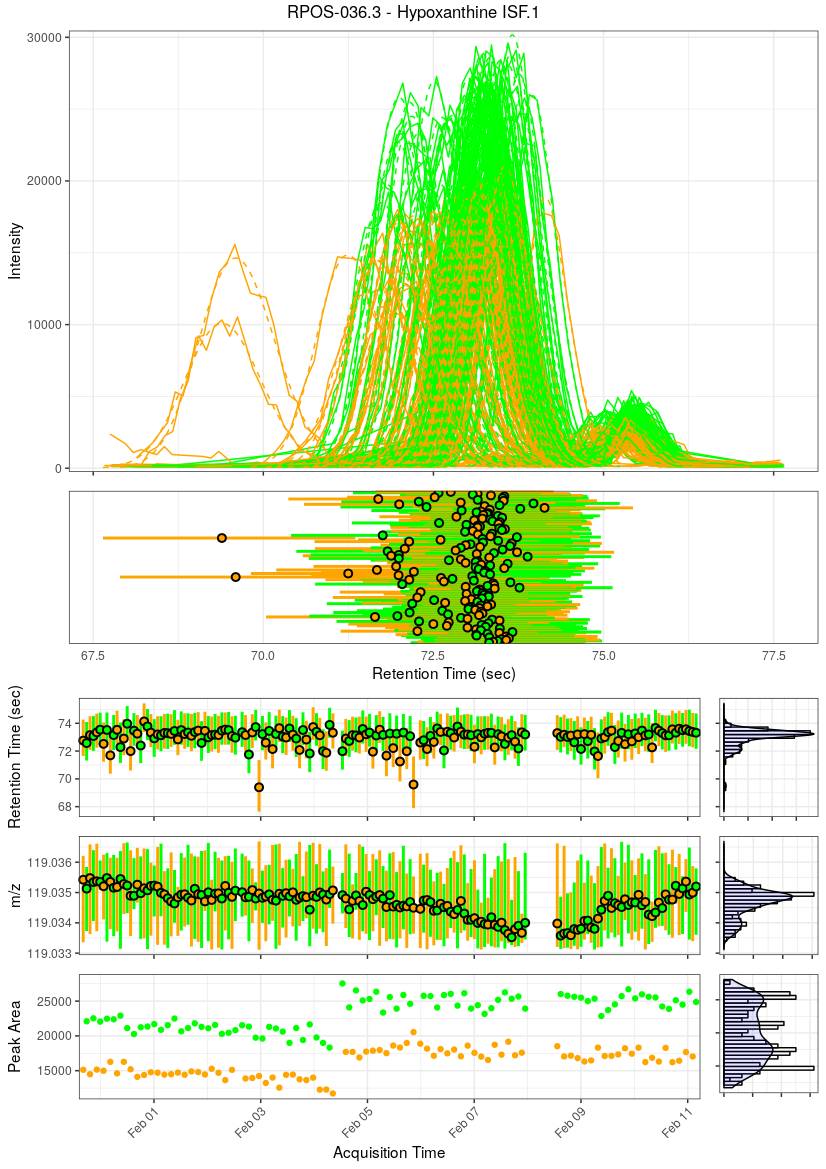 RPOS-036.3 - Hypoxanthine ISF.1
30000
20000
10000
0
Intensity
67.5 70.0 72.5 75.0 77.5
Retention Time (sec)
74
72
70
68
Retention Time (sec)
119.036
119.035
119.034
119.033
m/z
25000
20000
15000
Peak Area
Feb 01 Feb 03 Feb 05 Feb 07 Feb 09 Feb 11
Acquisition Time